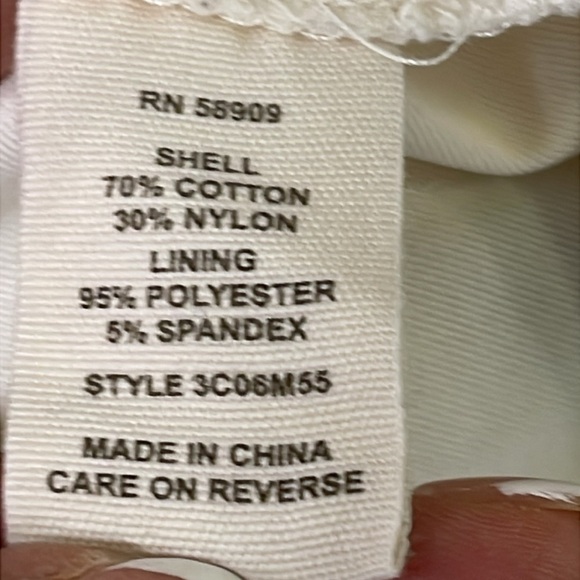 RN 58909
SHELL
70% COTTON
30% NYLON
LINING
95% POLYESTER
5% SPANDEX
STYLE 3C06M55
MADE IN CHINA
CARE ON REVERSE